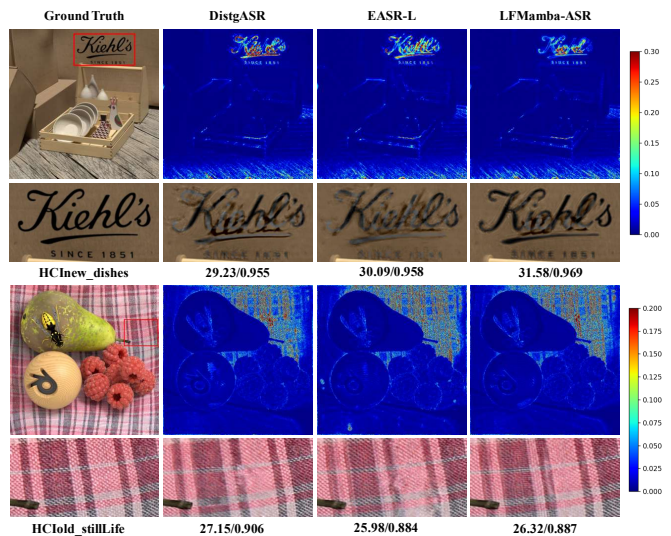 Ground Truth DistgASR EASR-L LFMamba-ASR
Kiehl's
SINCE 1851
0.30
0.25
0.20
0.15
0.10
0.05
0.00
Kiehl's
SINCE 1851
HCInew_dishes 29.23/0.955 30.09/0.958 31.58/0.969
0.200
0.175
0.150
0.125
0.100
0.075
0.050
0.025
0.000
HCIold_stillLife 27.15/0.906 25.98/0.884 26.32/0.887